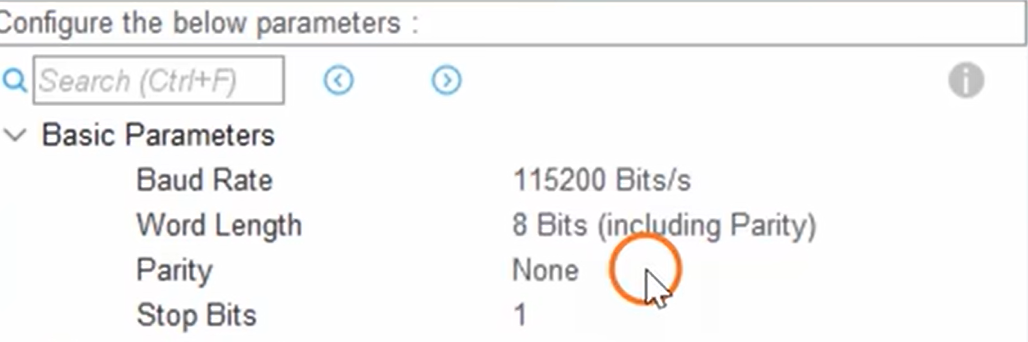 Configure the below parameters :
Search (Ctrl+F)
Basic Parameters
Baud Rate 115200 Bits/s
Word Length 8 Bits (including Parity)
Parity None
Stop Bits 1